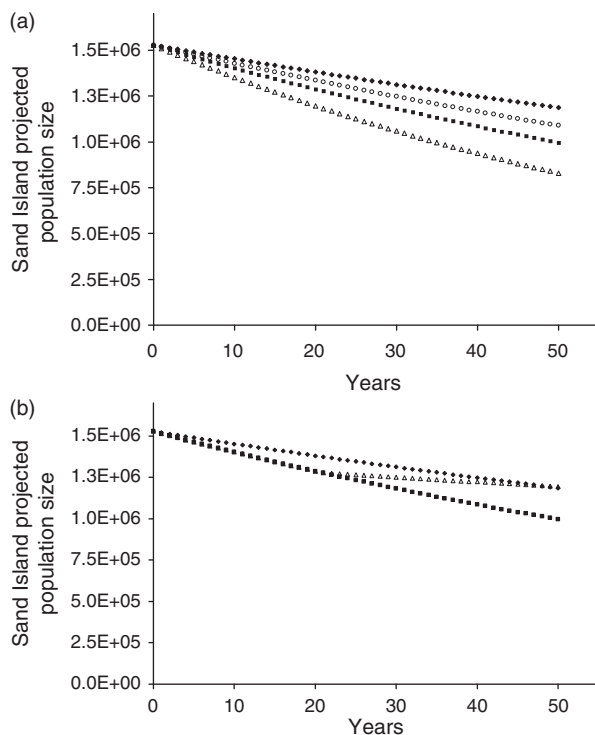 (a)
Sand Island projected
population size
1.5E+06
1.3E+06
1.0E+06
7.5E+05
5.0E+05
2.5E+05
0.0E+00
0 10 20 30 40 50
Years
(b)
Sand Island projected
population size
1.5E+06
1.3E+06
1.0E+06
7.5E+05
5.0E+05
2.5E+05
0.0E+00
0 10 20 30 40 50
Years